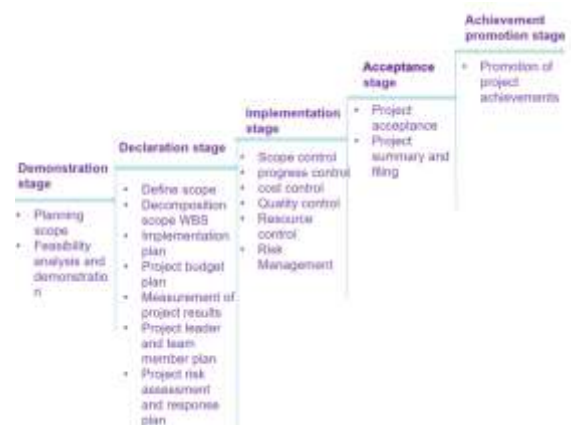 Demonstration
stage
• Planning
scope
• Feasibility
analysis and
demonstratio
n
Declaration stage
• Define scope
• Decomposition
scope WBS
• Implementation
plan
• Project budget
plan
• Measurement of
project results
• Project leader
and team
member plan
• Project risk
assessment
and response
plan
Implementation
stage
• Scope control
• progress control
• cost control
• Quality control
• Resource
control
• Risk
Management
Acceptance
stage
• Project
acceptance
• Project
summary and
filing
Achievement
promotion stage
• Promotion of
project
achievements